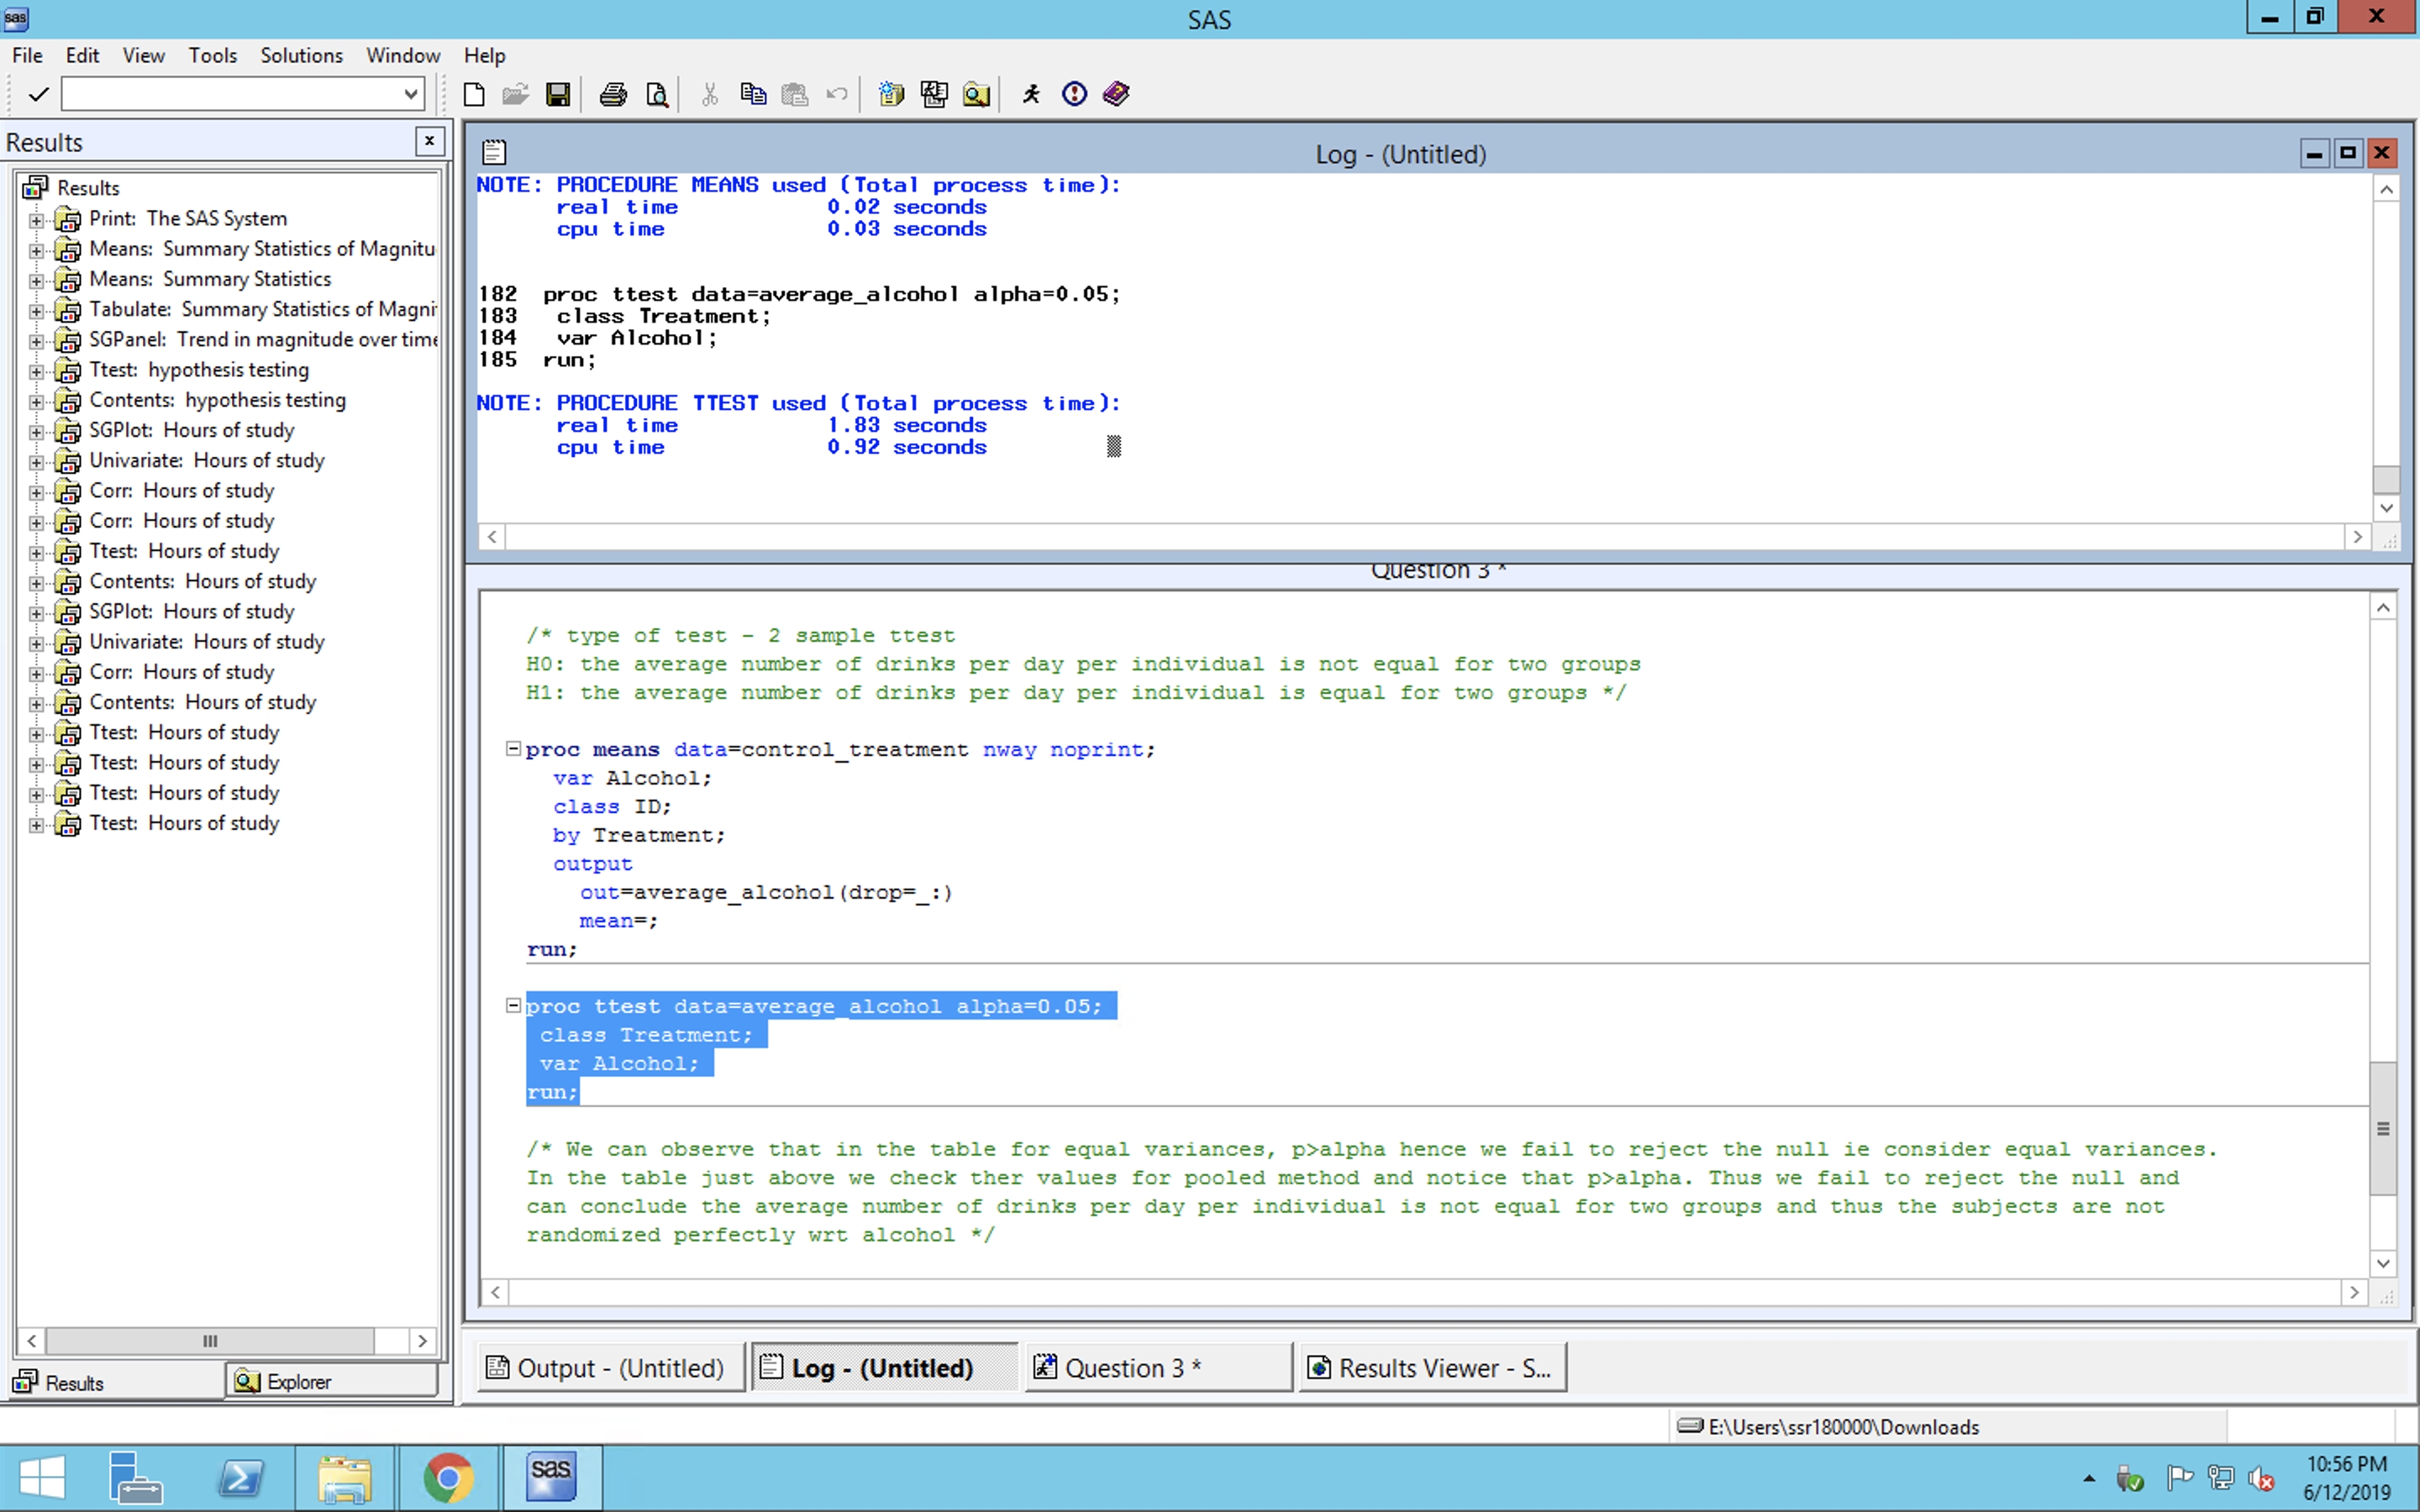 SAS
File Edit View Tools Solutions Window Help
Results
Results
Print: The SAS System
Means: Summary Statistics of Magnitu
Means: Summary Statistics
Tabulate: Summary Statistics of Magni
SGPanel: Trend in magnitude over time
Ttest: hypothesis testing
Contents: hypothesis testing
SGPlot: Hours of study
Univariate: Hours of study
Corr: Hours of study
Corr: Hours of study
Ttest: Hours of study
Contents: Hours of study
SGPlot: Hours of study
Univariate: Hours of study
Corr: Hours of study
Contents: Hours of study
Ttest: Hours of study
Ttest: Hours of study
Ttest: Hours of study
Ttest: Hours of study
Results Explorer
Log - (Untitled)
NOTE: PROCEDURE MEANS used (Total process time):
real time 0.02 seconds
cpu time 0.03 seconds
182 proc ttest data=average_alcohol alpha=0.05;
183 class Treatment;
184 var Alcohol;
185 run;
NOTE: PROCEDURE TTEST used (Total process time):
real time 1.83 seconds
cpu time 0.92 seconds
Question 3 *
/* type of test - 2 sample ttest
H0: the average number of drinks per day per individual is not equal for two groups
H1: the average number of drinks per day per individual is equal for two groups */
proc means data=control_treatment nway noprint;
var Alcohol;
class ID;
by Treatment;
output
out=average_alcohol(drop=_:)
mean=;
run;
proc ttest data=average_alcohol alpha=0.05;
class Treatment;
var Alcohol;
run;
/* We can observe that in the table for equal variances, p>alpha hence we fail to reject the null ie consider equal variances.
In the table just above we check ther values for pooled method and notice that p>alpha. Thus we fail to reject the null and
can conclude the average number of drinks per day per individual is not equal for two groups and thus the subjects are not
randomized perfectly wrt alcohol */
Output - (Untitled) Log - (Untitled) Question 3 * Results Viewer - S...
E:\Users\ssr180000\Downloads
sas
10:56 PM
6/12/2019